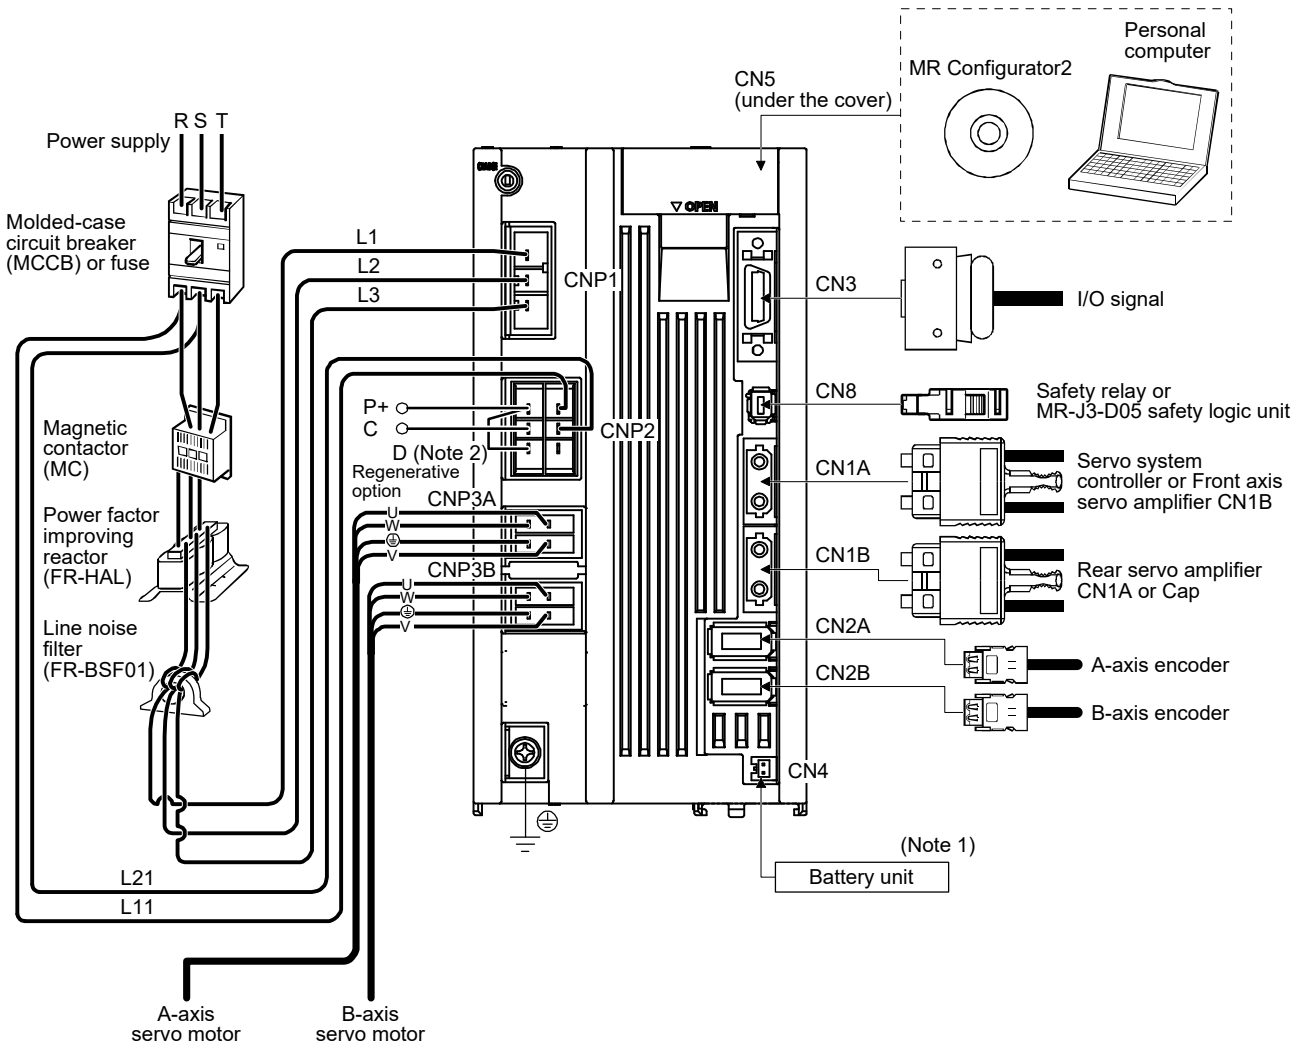 Personal
computer
MR Configurator2
CN5
(under the cover)
R S T
Power supply
Molded-case
circuit breaker
(MCCB) or fuse
L1
L2
L3
▽ OPEN
CNP1
CN3
I/O signal
CN8
Safety relay or
MR-J3-D05 safety logic unit
P+
C
D (Note 2)
Regenerative
option
CNP2
Magnetic
contactor
(MC)
CN1A
Servo system
controller or Front axis
servo amplifier CN1B
CNP3A
U
W
V
Power factor
improving
reactor
(FR-HAL)
CN1B
Rear servo amplifier
CN1A or Cap
CNP3B
U
W
V
Line noise
filter
(FR-BSF01)
CN2A
A-axis encoder
CN2B
B-axis encoder
CN4
(Note 1)
Battery unit
L21
L11
A-axis
servo motor
B-axis
servo motor